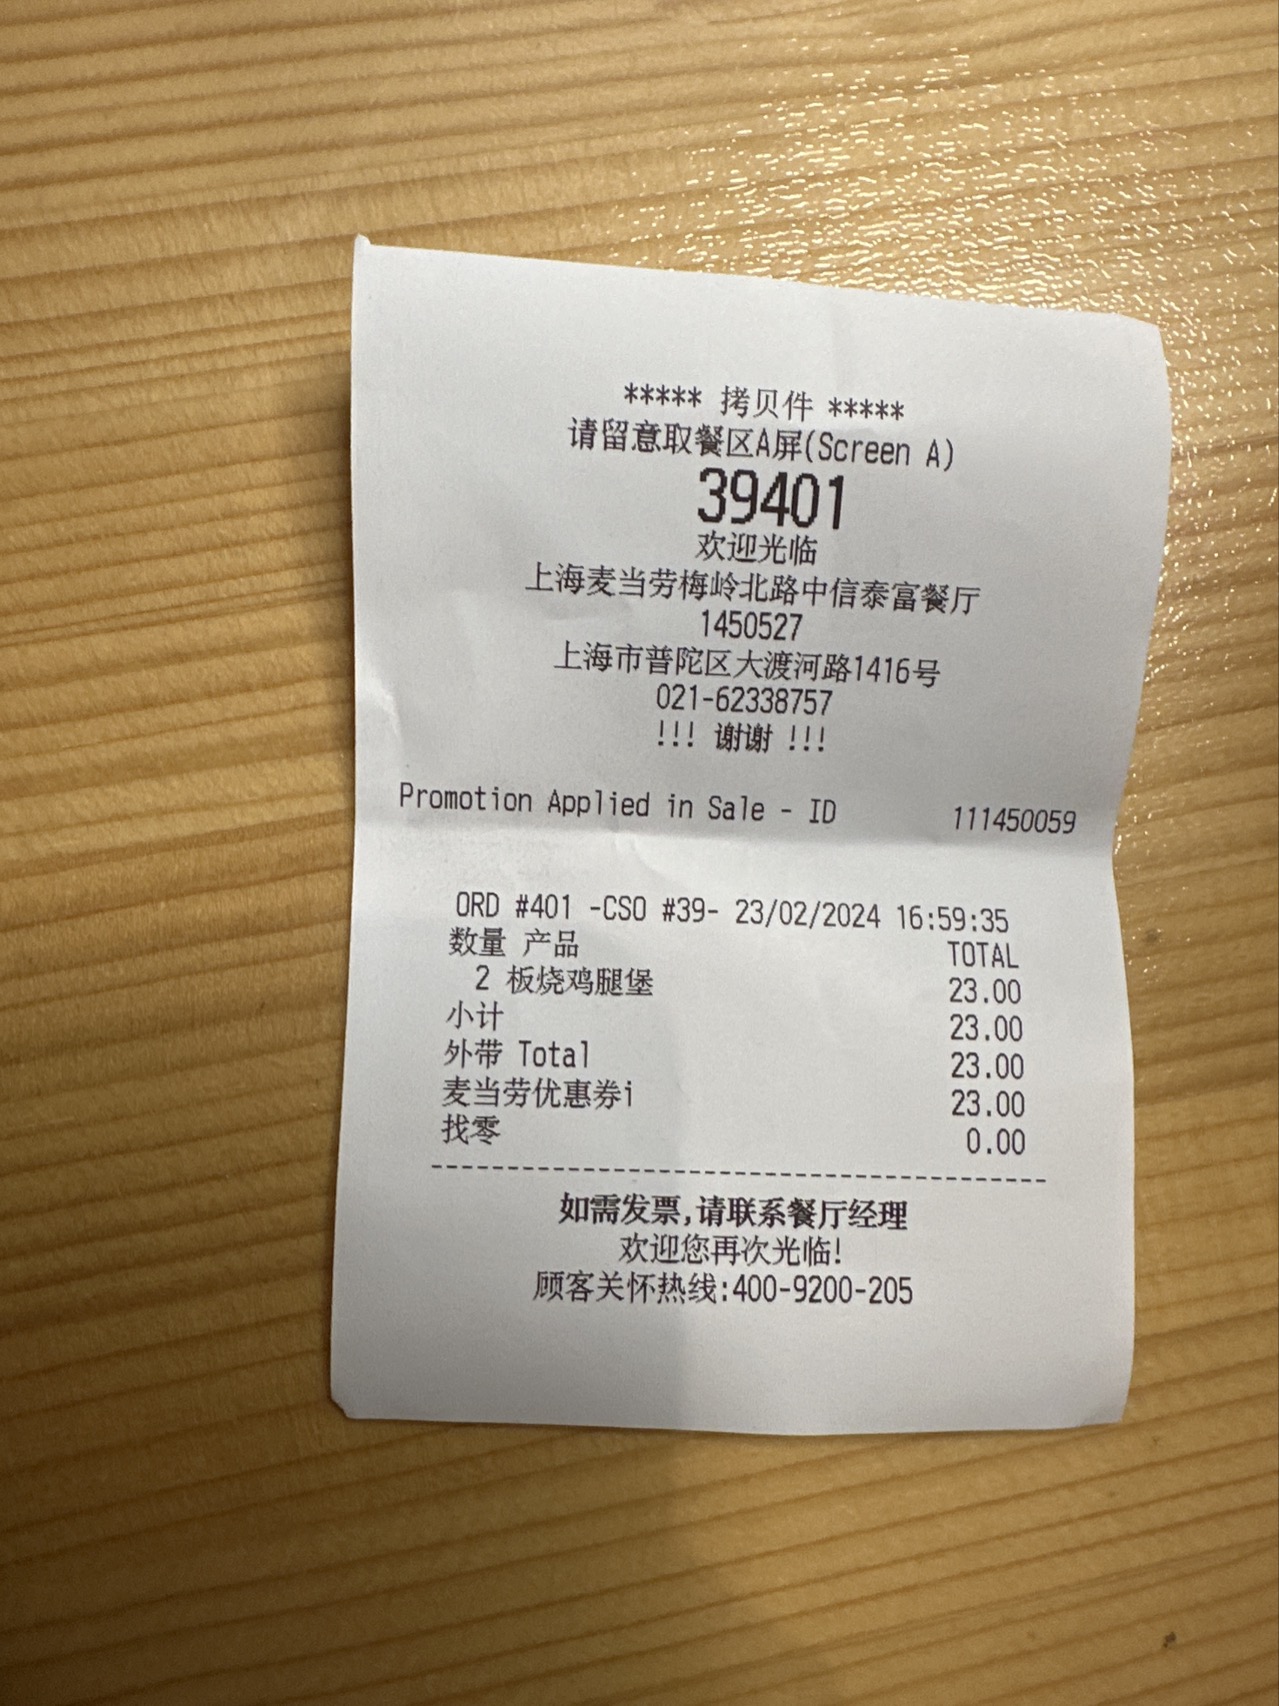 ***** 拷贝件 *****
请留意取餐区A屏(Screen A)
39401
欢迎光临
上海麦当劳梅岭北路中信泰富餐厅
1450527
上海市普陀区大渡河路1416号
021-62338757
!!! 谢谢 !!!
Promotion Applied in Sale - ID 111450059
ORD #401 -CSO #39- 23/02/2024 16:59:35
数量 产品 TOTAL
2 板烧鸡腿堡 23.00
小计 23.00
外带 Total 23.00
麦当劳优惠券i 23.00
找零 0.00
--------------------------------------------------
如需发票,请联系餐厅经理
欢迎您再次光临!
顾客关怀热线:400-9200-205